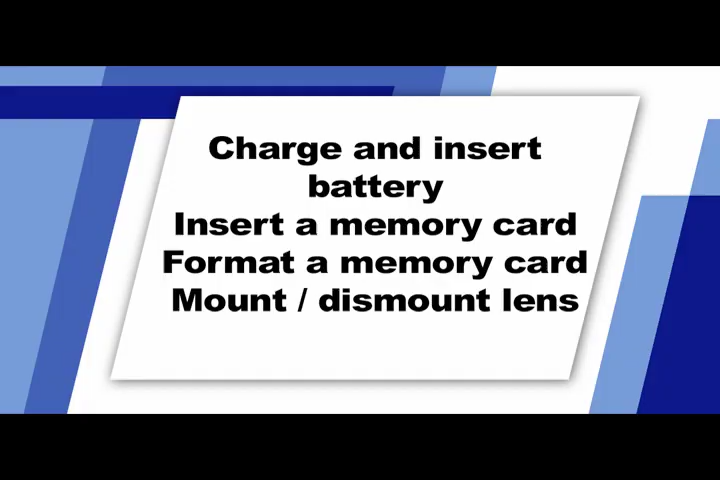 Charge and insert
battery
Insert a memory card
Format a memory card
Mount / dismount lens